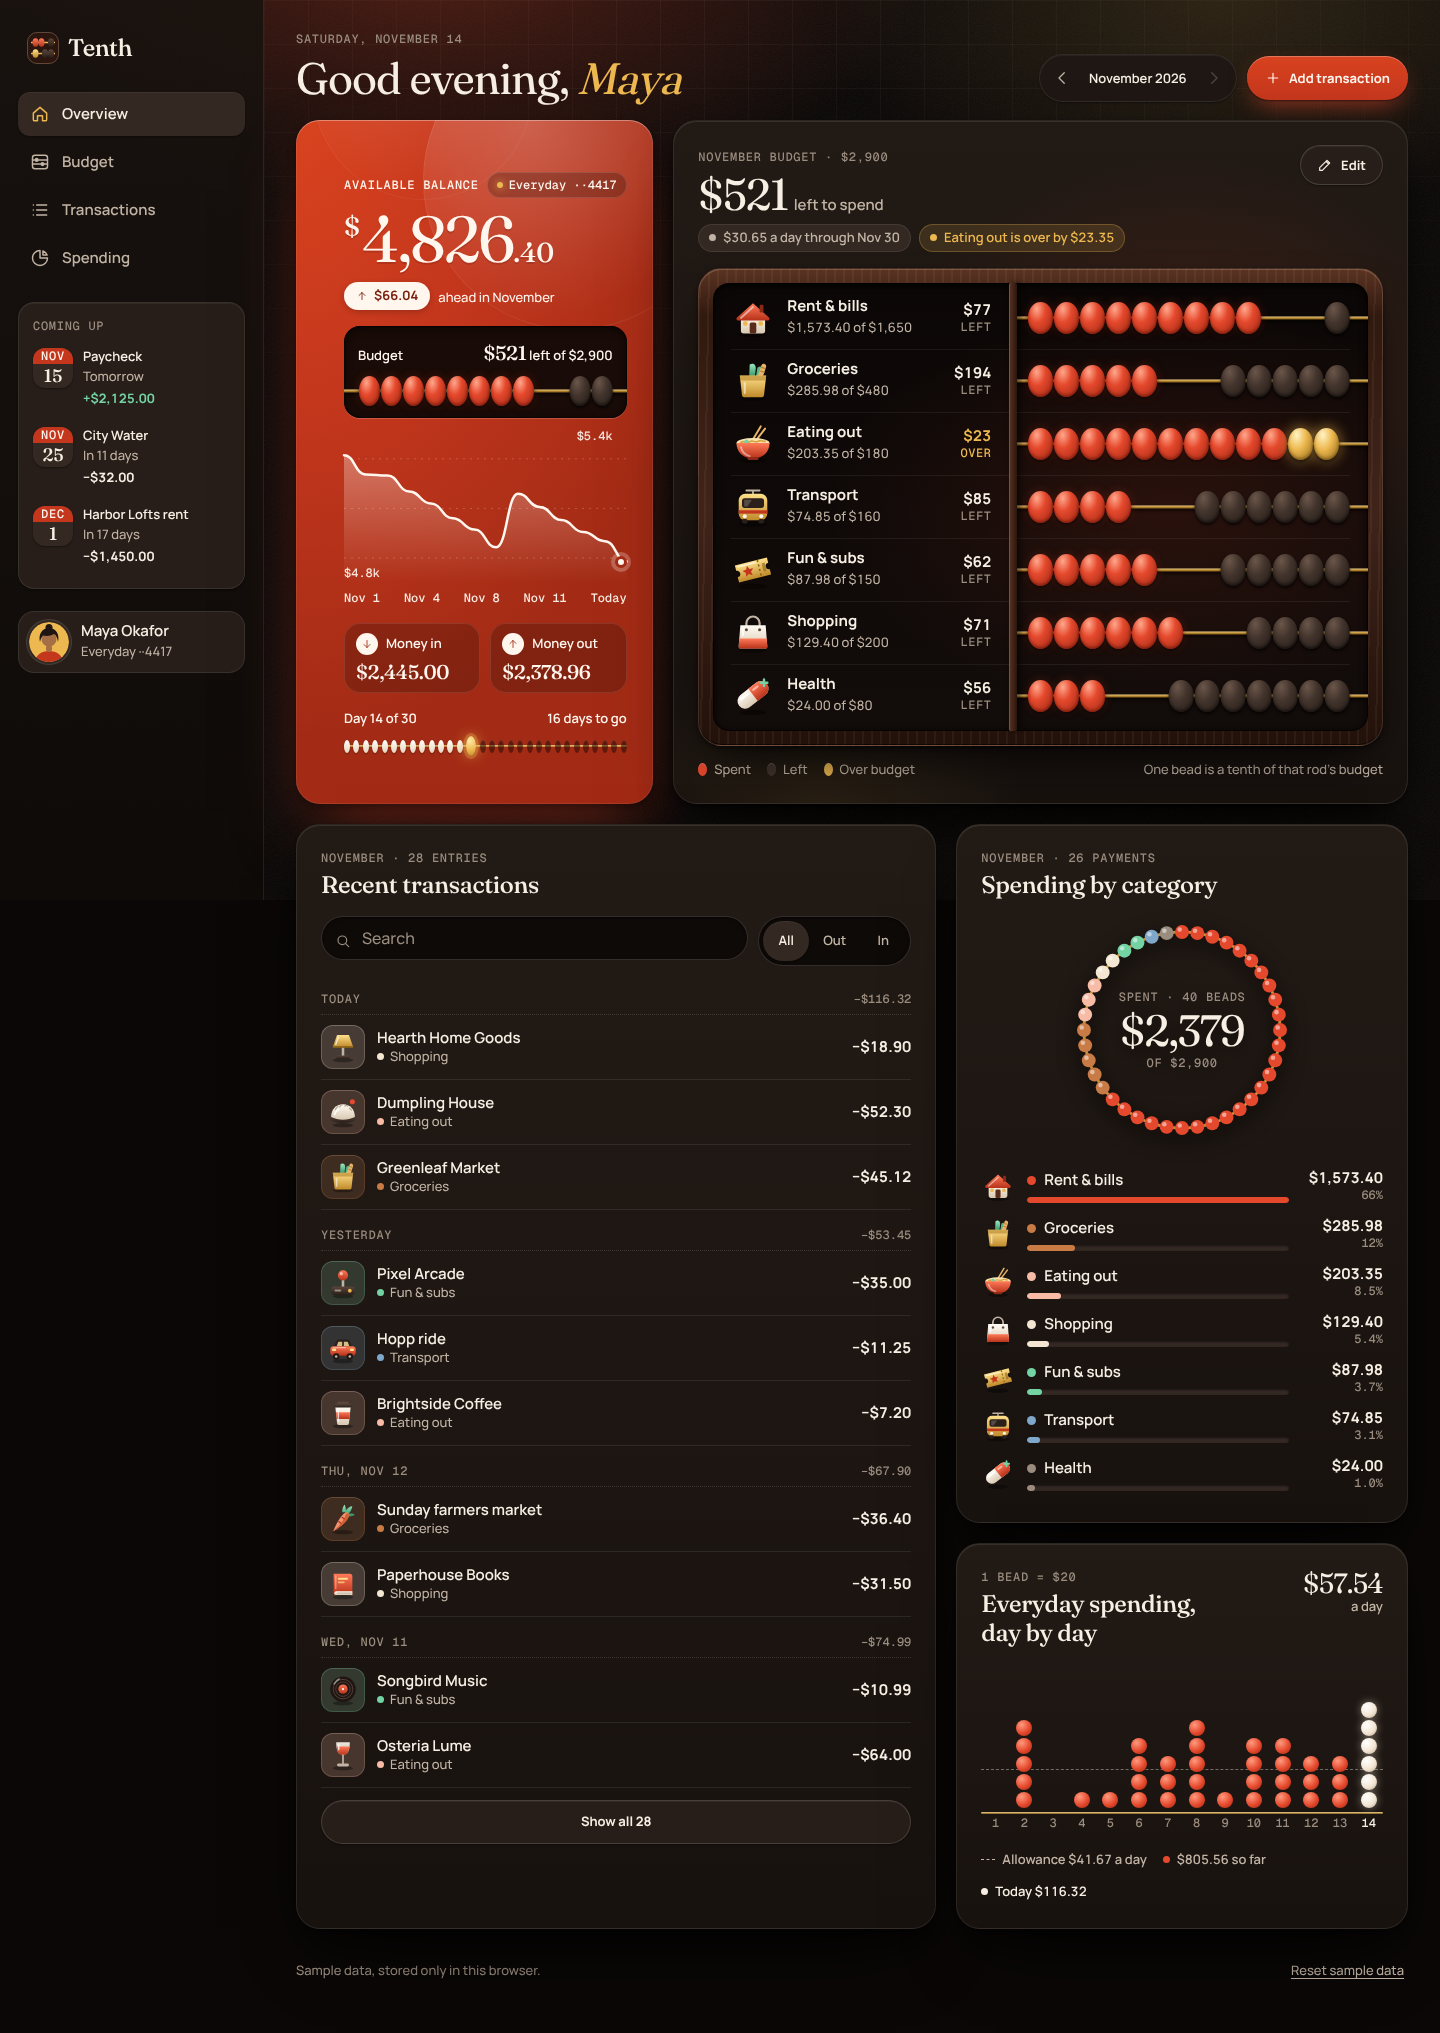 Tenth
Overview
Budget
Transactions
Spending
COMING UP
NOV 15
Paycheck
Tomorrow
+$2,125.00
NOV 25
City Water
In 11 days
−$32.00
DEC 1
Harbor Lofts rent
In 17 days
−$1,450.00
Maya Okafor
Everyday ··4417
SATURDAY, NOVEMBER 14
Good evening, Maya
November 2026
Add transaction
AVAILABLE BALANCE
Everyday ··4417
$4,826.40
$66.04 ahead in November
Budget
$521 left of $2,900
$5.4k
$4.8k
Nov 1 Nov 4 Nov 8 Nov 11 Today
Money in
$2,445.00
Money out
$2,378.96
Day 14 of 30
16 days to go
NOVEMBER BUDGET · $2,900
$521 left to spend
Edit
$30.65 a day through Nov 30
Eating out is over by $23.35
Rent & bills
$1,573.40 of $1,650
$77
LEFT
Groceries
$285.98 of $480
$194
LEFT
Eating out
$203.35 of $180
$23
OVER
Transport
$74.85 of $160
$85
LEFT
Fun & subs
$87.98 of $150
$62
LEFT
Shopping
$129.40 of $200
$71
LEFT
Health
$24.00 of $80
$56
LEFT
Spent
Left
Over budget
One bead is a tenth of that rod's budget
NOVEMBER · 28 ENTRIES
Recent transactions
Search
All
Out
In
TODAY
−$116.32
Hearth Home Goods
Shopping
−$18.90
Dumpling House
Eating out
−$52.30
Greenleaf Market
Groceries
−$45.12
YESTERDAY
−$53.45
Pixel Arcade
Fun & subs
−$35.00
Hopp ride
Transport
−$11.25
Brightside Coffee
Eating out
−$7.20
THU, NOV 12
−$67.90
Sunday farmers market
Groceries
−$36.40
Paperhouse Books
Shopping
−$31.50
WED, NOV 11
−$74.99
Songbird Music
Fun & subs
−$10.99
Osteria Lume
Eating out
−$64.00
Show all 28
NOVEMBER · 26 PAYMENTS
Spending by category
SPENT · 40 BEADS
$2,379
OF $2,900
Rent & bills
$1,573.40
66%
Groceries
$285.98
12%
Eating out
$203.35
8.5%
Shopping
$129.40
5.4%
Fun & subs
$87.98
3.7%
Transport
$74.85
3.1%
Health
$24.00
1.0%
1 BEAD = $20
Everyday spending,
day by day
$57.54
a day
1 2 3 4 5 6 7 8 9 10 11 12 13 14
Allowance $41.67 a day
$805.56 so far
Today $116.32
Sample data, stored only in this browser.
Reset sample data